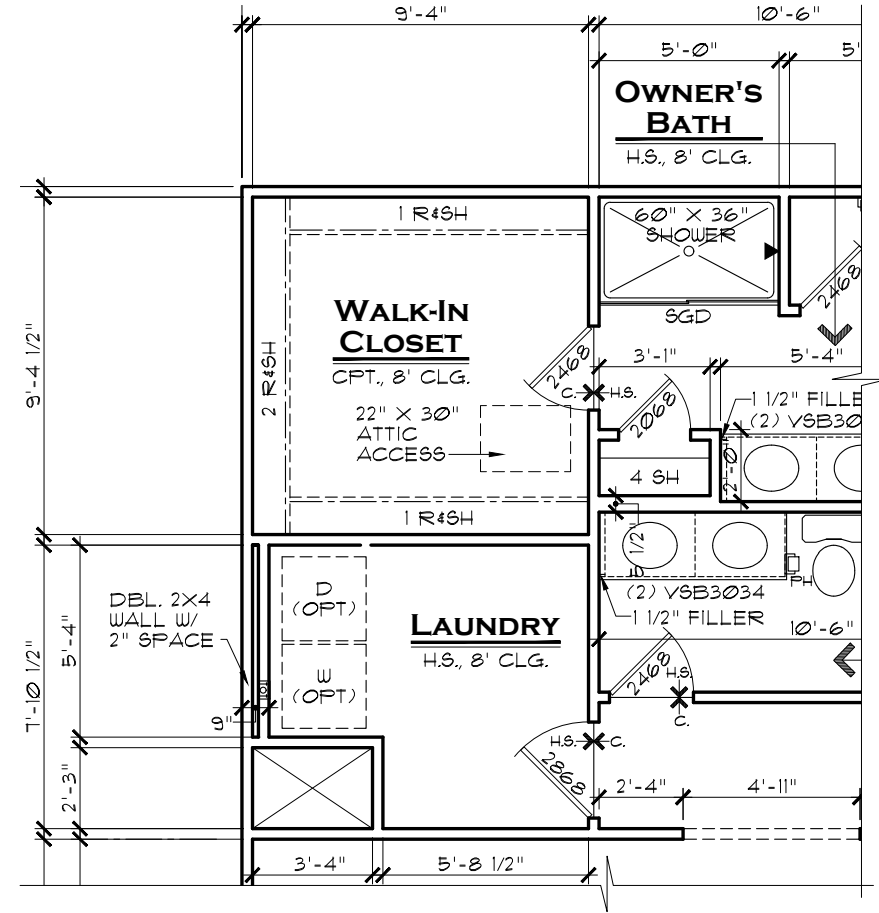 9'-4"
10'-6"
5'-0"
5'
OWNER'S
BATH
H.S., 8' CLG.
1 R&SH
60" X 36"
SHOWER
2468
SGD
WALK-IN
CLOSET
CPT., 8' CLG.
2 R&SH
9'-4 1/2"
2468
C.
H.S.
3'-1"
5'-4"
22" X 30"
ATTIC
ACCESS
2068
1 1/2" FILLE
(2) VSB30
2'-0"
4 SH
1 R&SH
5 1/2"
D
(OPT)
(2) VSB3034
PH
1 1/2" FILLER
DBL. 2X4
WALL W/
2" SPACE
5'-4"
7'-10 1/2"
LAUNDRY
H.S., 8' CLG.
10'-6"
W
(OPT)
2468
H.S.
C.
9"
H.S.
C.
2868
2'-3"
2'-4"
4'-11"
3'-4"
5'-8 1/2"